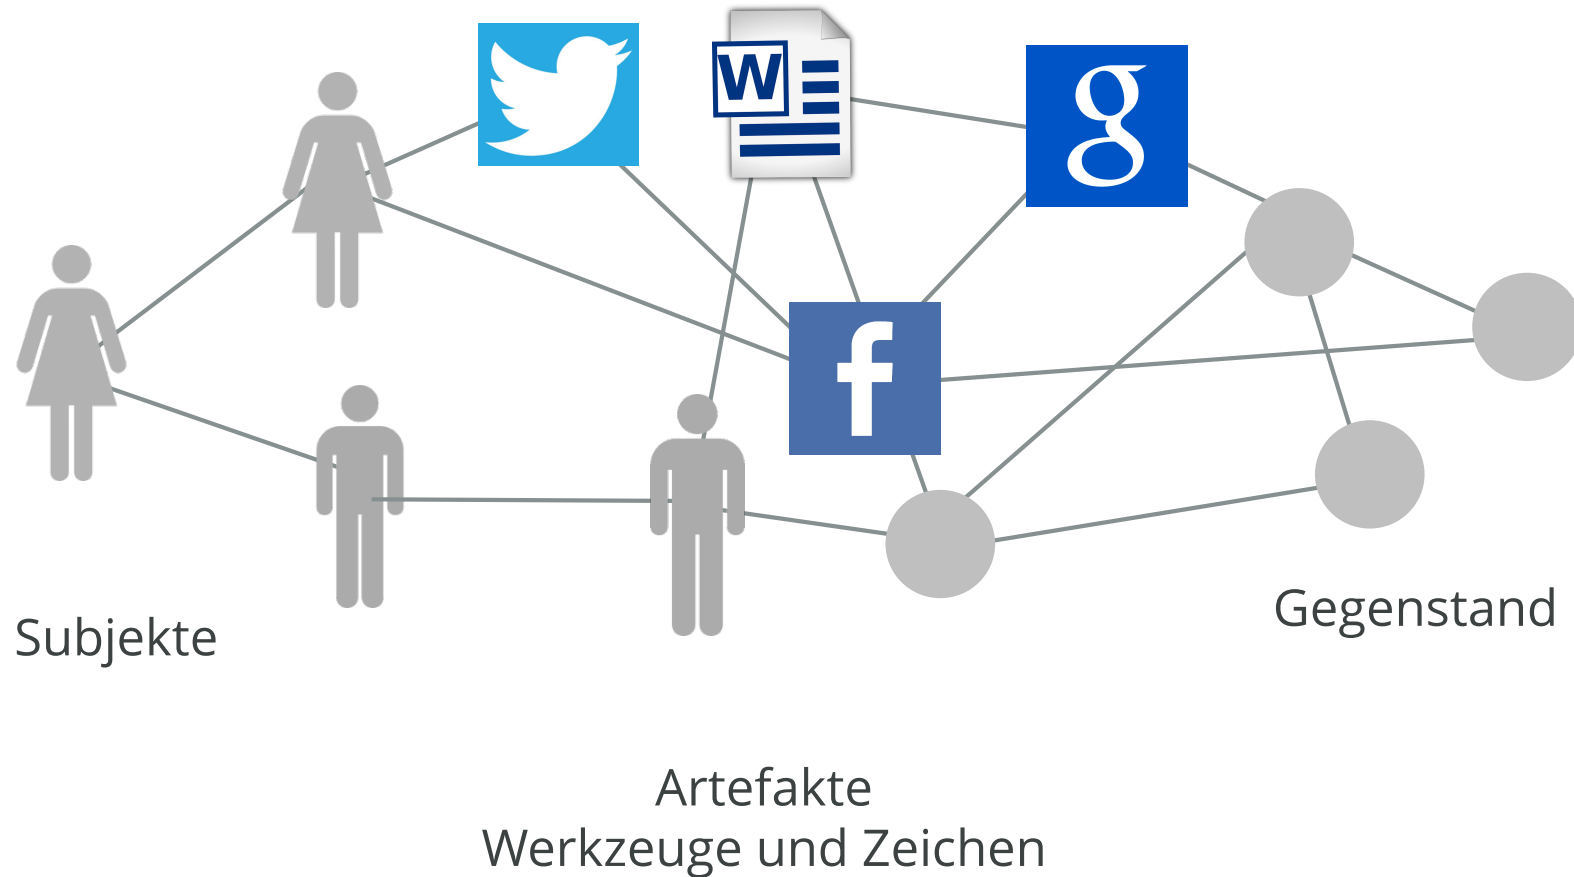 W
g
f
Subjekte
Gegenstand
Artefakte
Werkzeuge und Zeichen